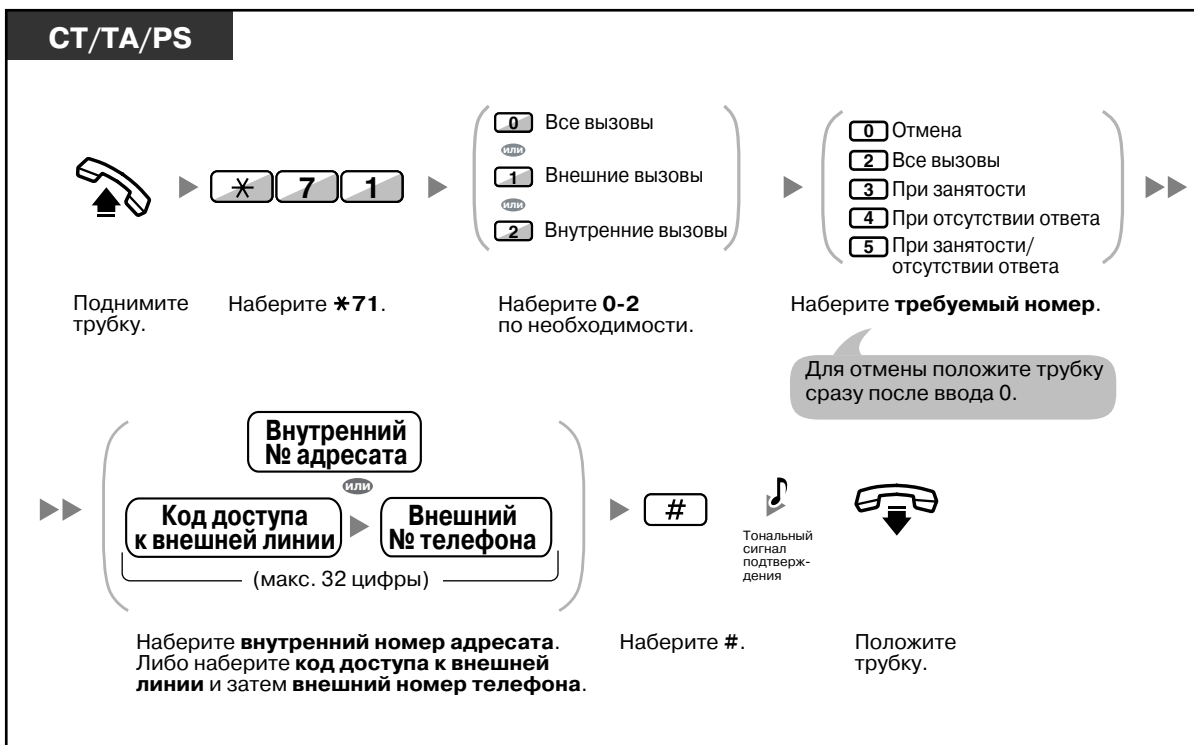 CT/TA/PS
0 Все вызовы
или
1 Внешние вызовы
или
2 Внутренние вызовы
0 Отмена
2 Все вызовы
3 При занятости
4 При отсутствии ответа
5 При занятости/
отсутствии ответа
* 7 1
Поднимите
трубку.
Наберите *71.
Наберите 0-2
по необходимости.
Наберите требуемый номер.
Для отмены положите трубку
сразу после ввода 0.
Внутренний
№ адресата
или
Код доступа
к внешней линии
Внешний
№ телефона
(макс. 32 цифры)
#
Тональный
сигнал
подтверж-
дения
Наберите внутренний номер адресата.
Либо наберите код доступа к внешней
линии и затем внешний номер телефона.
Наберите #.
Положите
трубку.